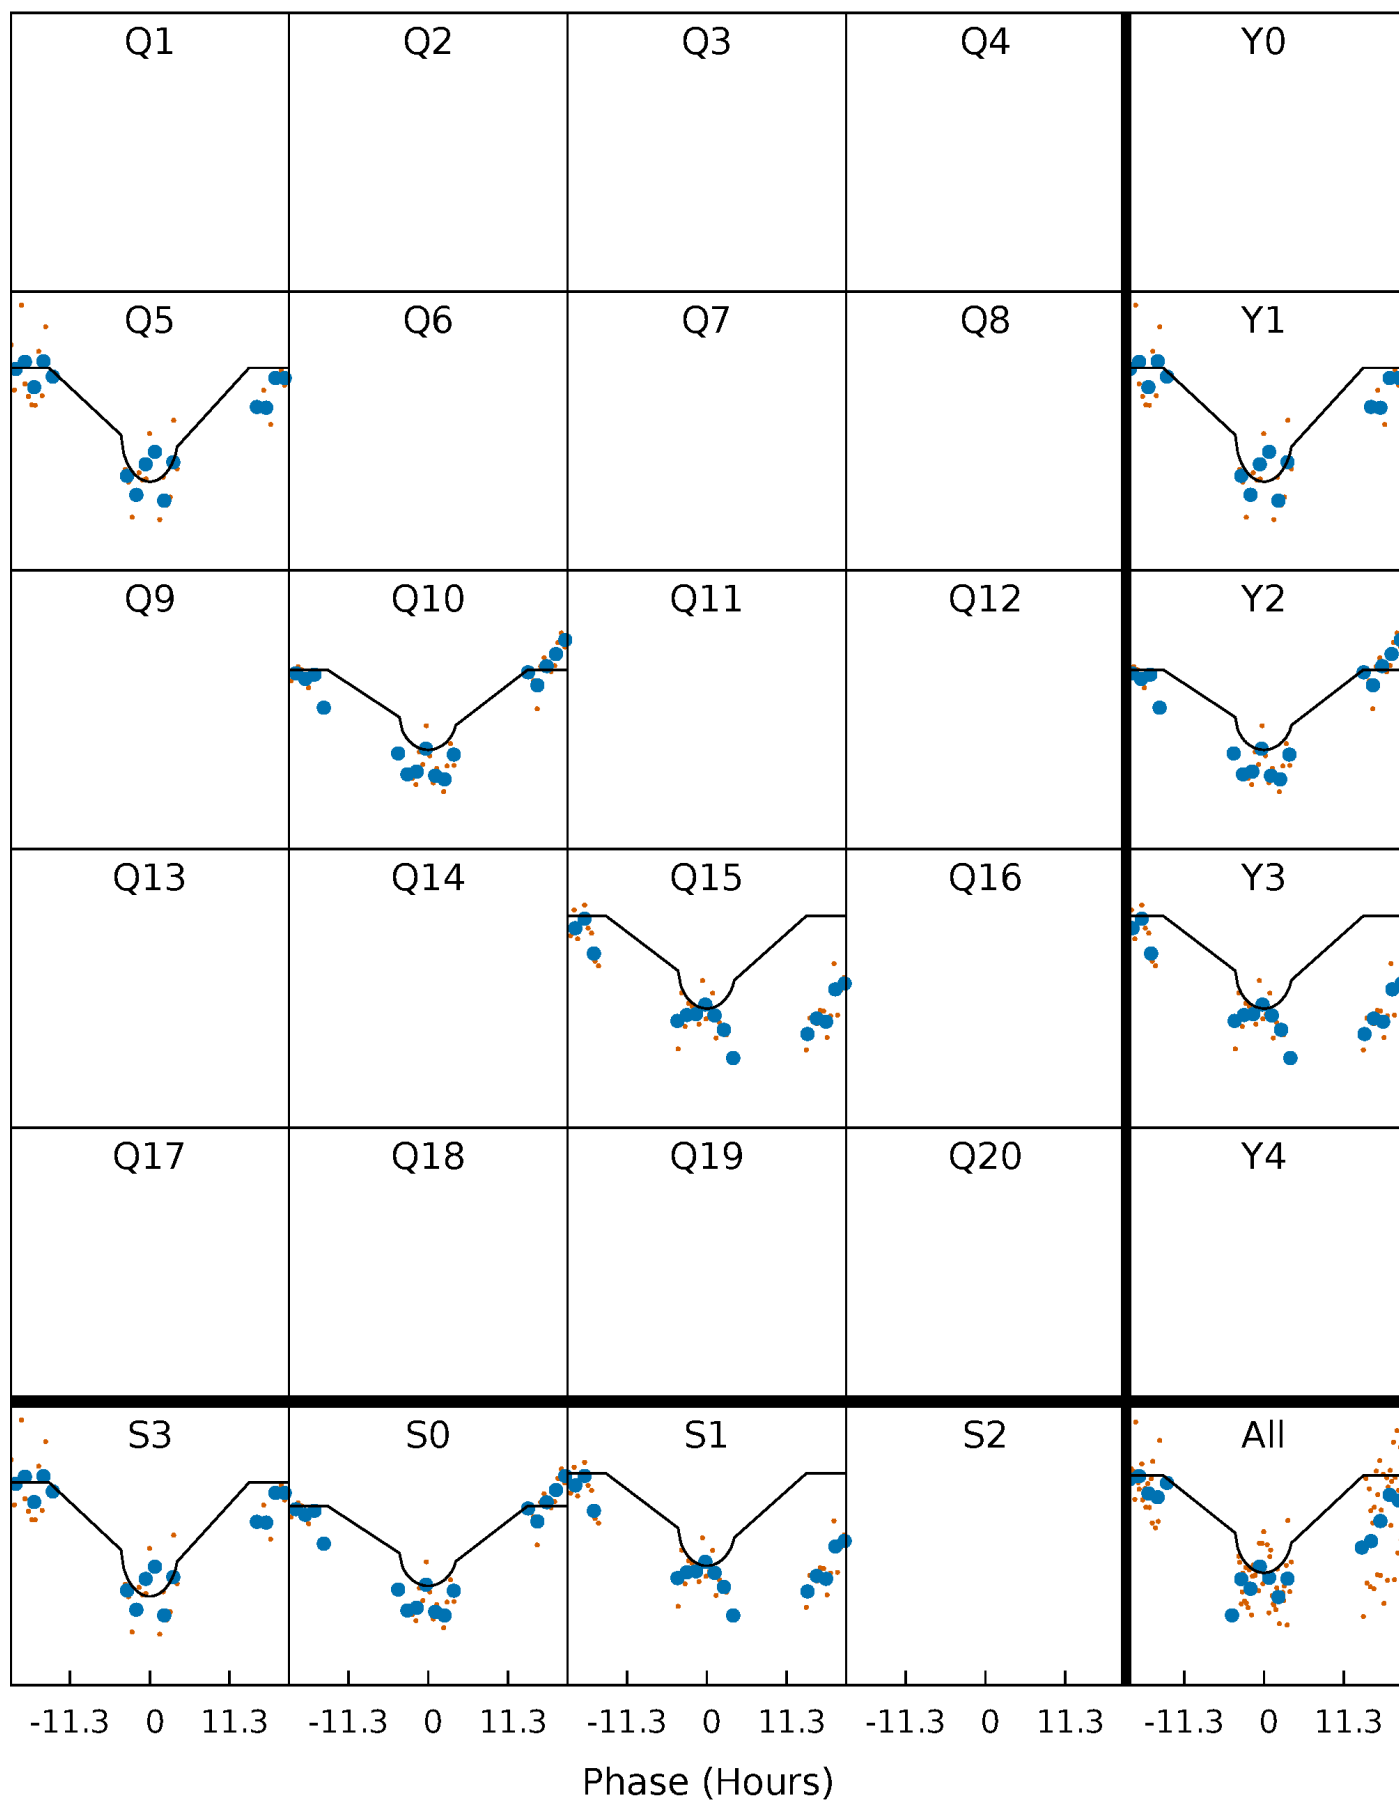 Q1 Q2 Q3 Q4 Y0
Q5 Q6 Q7 Q8 Y1
Q9 Q10 Q11 Q12 Y2
Q13 Q14 Q15 Q16 Y3
Q17 Q18 Q19 Q20 Y4
S3 S0 S1 S2 All
-11.3 0 11.3 -11.3 0 11.3 -11.3 0 11.3 -11.3 0 11.3 -11.3 0 11.3
Phase (Hours)